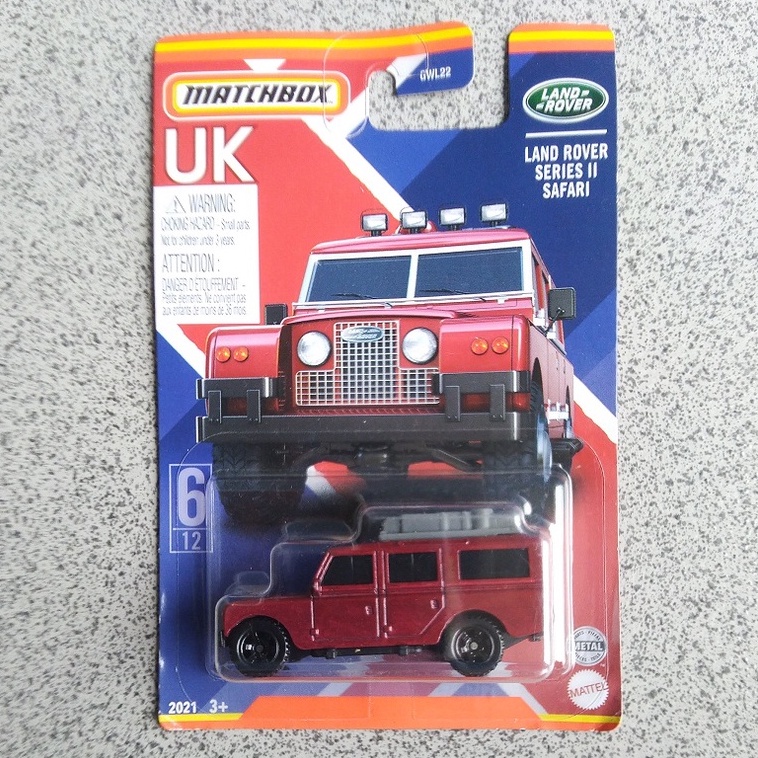 GWL22
MATCHBOX
LAND-
-ROVER
UK
LAND ROVER
SERIES II
SAFARI
WARNING:
CHOKING HAZARD - Small parts.
Not for children under 3 years.
ATTENTION :
DANGER D'ÉTOUFFEMENT -
Petits éléments. Ne convient pas
aux enfants de moins de 36 mois.
6
12
METAL
MATTEL
2021 3+